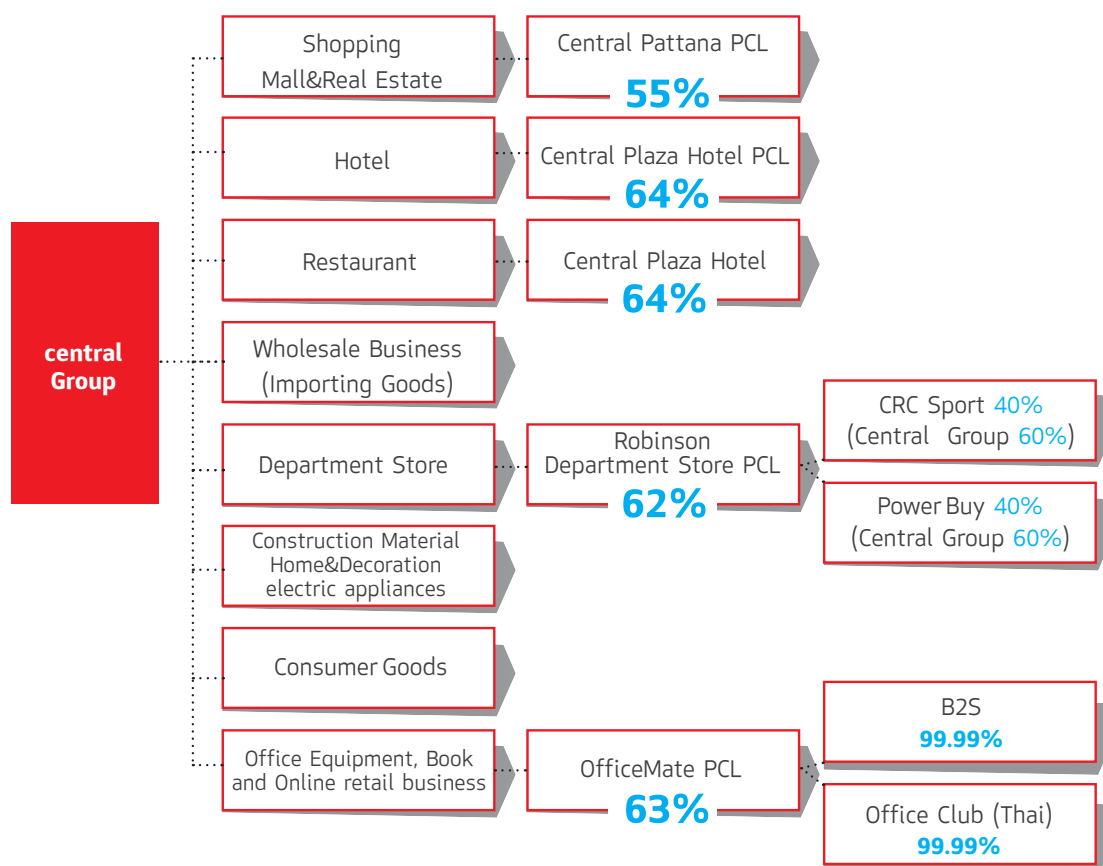 central
Group
Shopping
Mall&Real Estate
Central Pattana PCL
55%
Hotel
Central Plaza Hotel PCL
64%
Restaurant
Central Plaza Hotel
64%
Wholesale Business
(Importing Goods)
Department Store
Robinson
Department Store PCL
62%
CRC Sport 40%
(Central Group 60%)
Power Buy 40%
(Central Group 60%)
Construction Material
Home&Decoration
electric appliances
Consumer Goods
Office Equipment, Book
and Online retail business
OfficeMate PCL
63%
B2S
99.99%
Office Club (Thai)
99.99%